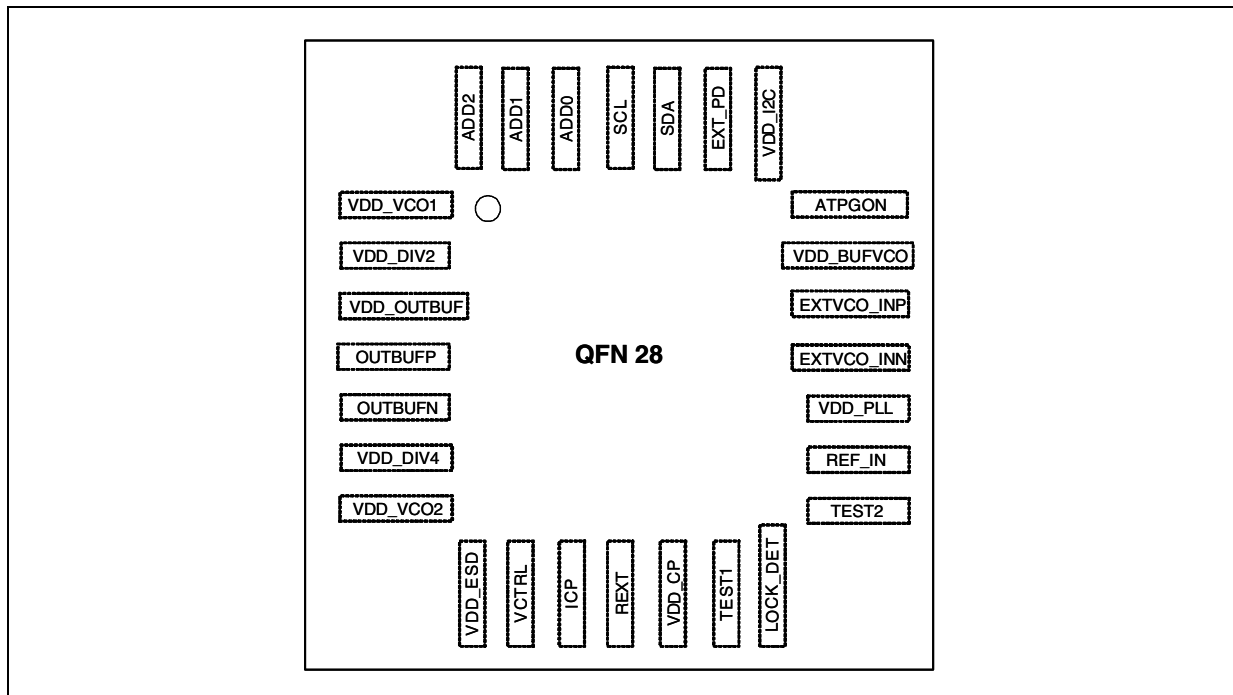 ADD2
ADD1
ADD0
SCL
SDA
EXT_PD
VDD_I2C
VDD_VCO1
VDD_DIV2
VDD_OUTBUF
OUTBUFP
OUTBUFN
VDD_DIV4
VDD_VCO2
QFN 28
ATPGON
VDD_BUFVCO
EXTVCO_INP
EXTVCO_INN
VDD_PLL
REF_IN
TEST2
VDD_ESD
VCTRL
ICP
REXT
VDD_CP
TEST1
LOCK_DET